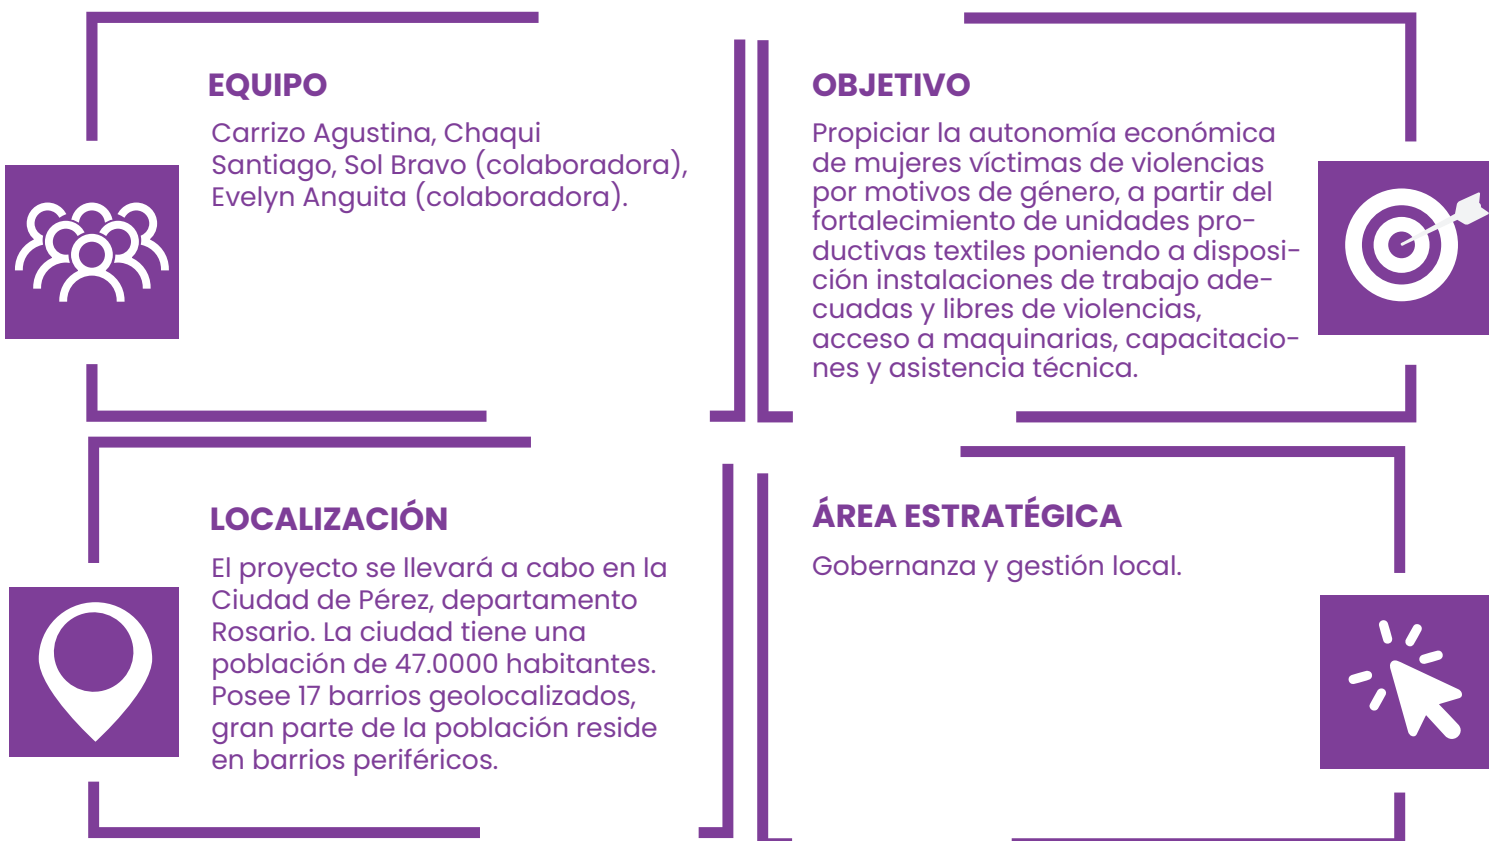 EQUIPO
Carrizo Agustina, Chaqui
Santiago, Sol Bravo (colaboradora),
Evelyn Anguita (colaboradora).
OBJETIVO
Propiciar la autonomía económica
de mujeres víctimas de violencias
por motivos de género, a partir del
fortalecimiento de unidades pro-
ductivas textiles poniendo a disposi-
ción instalaciones de trabajo ade-
cuadas y libres de violencias,
acceso a maquinarias, capacitacio-
nes y asistencia técnica.
LOCALIZACIÓN
El proyecto se llevará a cabo en la
Ciudad de Pérez, departamento
Rosario. La ciudad tiene una
población de 47.0000 habitantes.
Posee 17 barrios geolocalizados,
gran parte de la población reside
en barrios periféricos.
ÁREA ESTRATÉGICA
Gobernanza y gestión local.